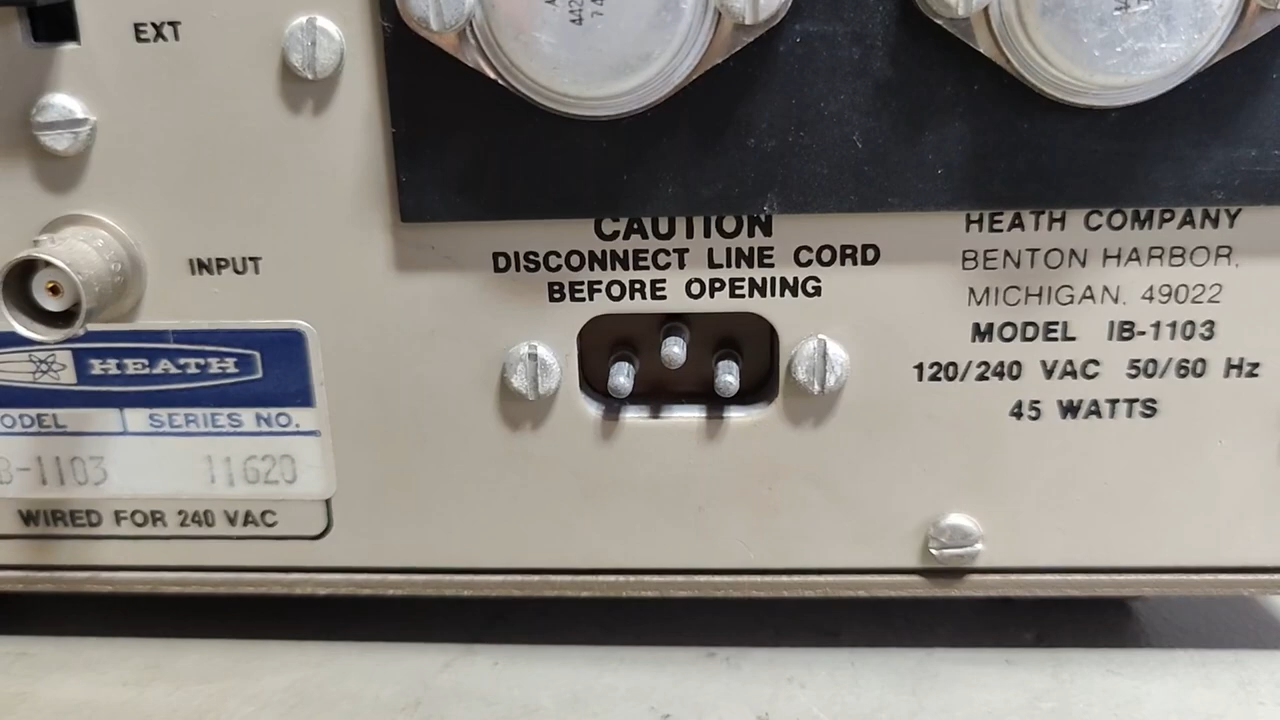 EXT
442
CAUTION
DISCONNECT LINE CORD
BEFORE OPENING
HEATH COMPANY
BENTON HARBOR,
MICHIGAN. 49022
MODEL IB-1103
120/240 VAC 50/60 Hz
45 WATTS
INPUT
HEATH
ODEL SERIES NO.
B-1103 11620
WIRED FOR 240 VAC